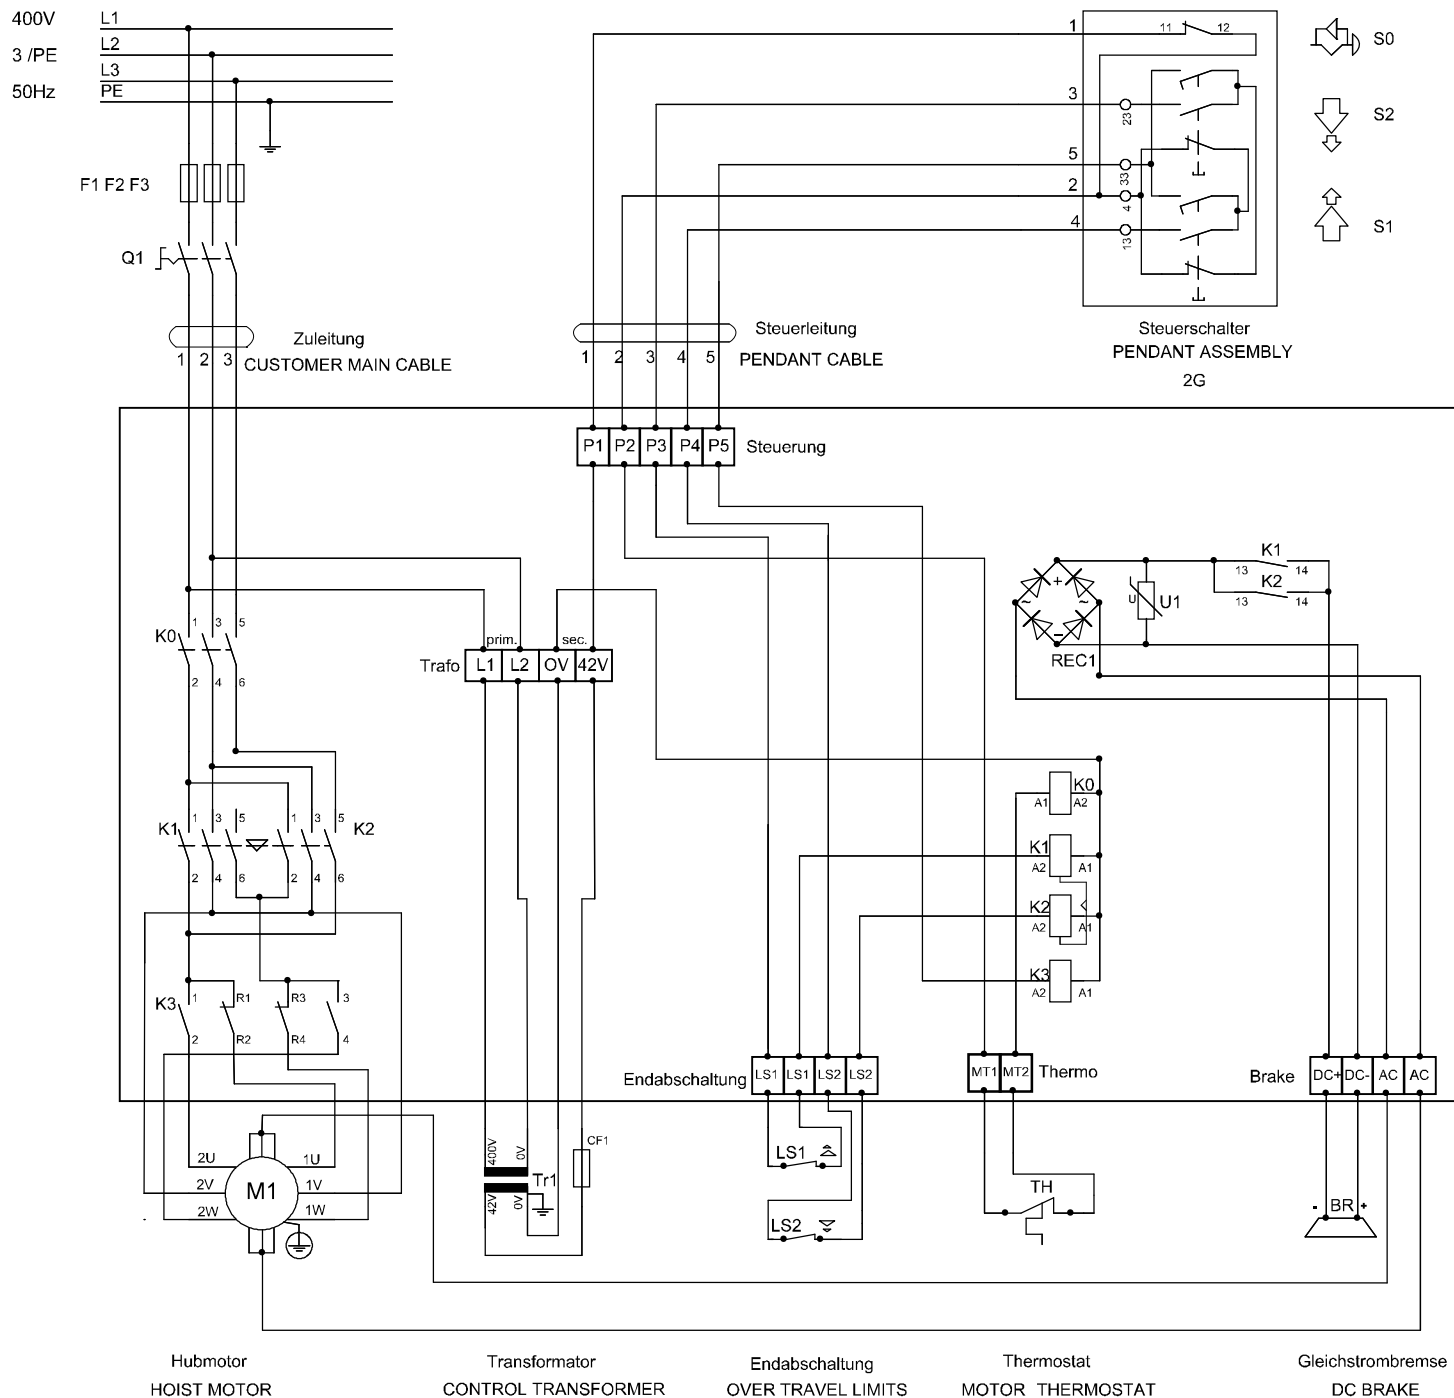 400V
L1
3 /PE
L2
L3
50Hz
PE
F1 F2 F3
Q1
Zuleitung
CUSTOMER MAIN CABLE
1 2 3
Steuerleitung
PENDANT CABLE
1 2 3 4 5
1
3
5
2
4
11 12
23
33
4
13
S0
S2
S1
Steuerschalter
PENDANT ASSEMBLY
2G
P1 P2 P3 P4 P5
Steuerung
K0
1 3 5
2 4 6
prim. sec.
Trafo L1 L2 OV 42V
K1
13 14
K2
13 14
U U1
+
~ ~
–
REC1
K1
1 3 5
2 4 6
1 3 5
K2
2 4 6
K0
A1 A2
K1
A2 A1
K2
A2 A1
K3
A2 A1
K3
1 R1 R3 3
2 R2 R4 4
Endabschaltung LS1 LS1 LS2 LS2
MT1 MT2 Thermo
Brake DC+ DC- AC AC
2U 1U
2V M1 1V
2W 1W
400V 0V
Tr1
42V 0V
CF1
LS1
LS2
TH
- BR +
Hubmotor
HOIST MOTOR
Transformator
CONTROL TRANSFORMER
Endabschaltung
OVER TRAVEL LIMITS
Thermostat
MOTOR THERMOSTAT
Gleichstrombremse
DC BRAKE